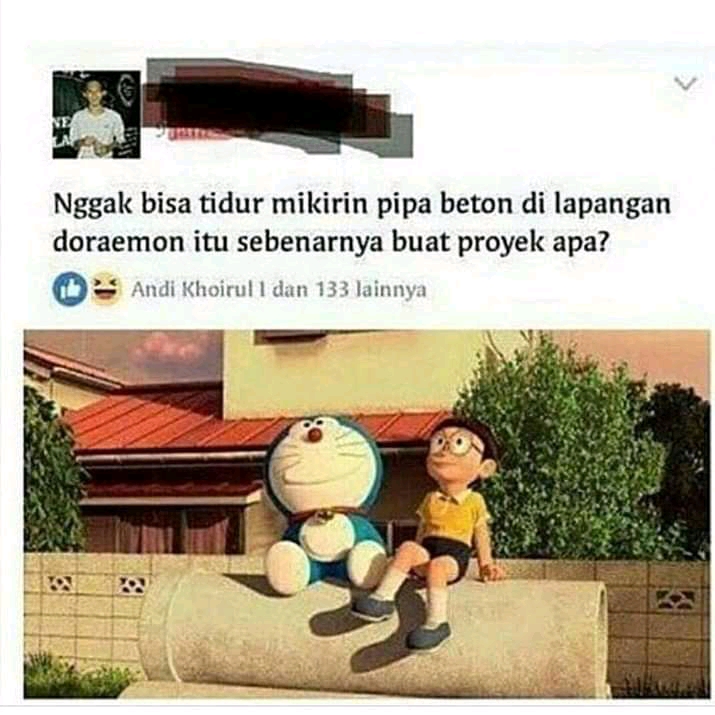 Nggak bisa tidur mikirin pipa beton di lapangan
doraemon itu sebenarnya buat proyek apa?
Andi Khoirul I dan 133 lainnya